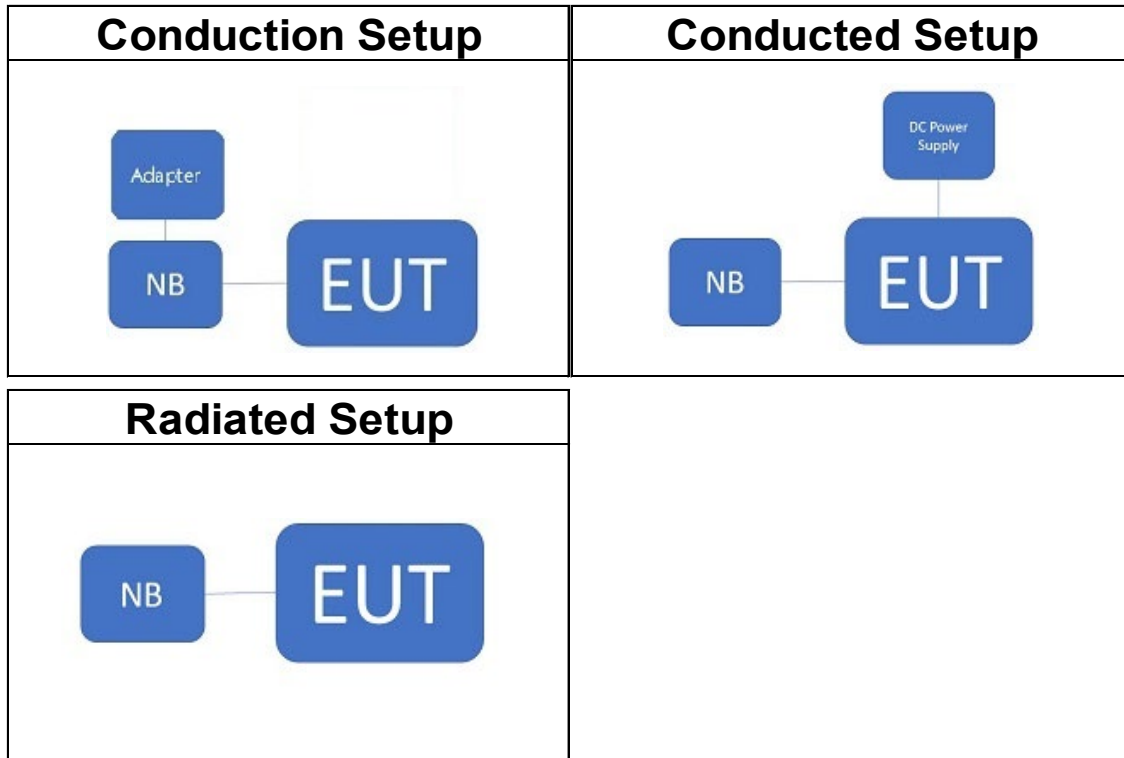 Conduction Setup
Adapter
NB
EUT
Conducted Setup
DC Power
Supply
NB
EUT
Radiated Setup
NB
EUT